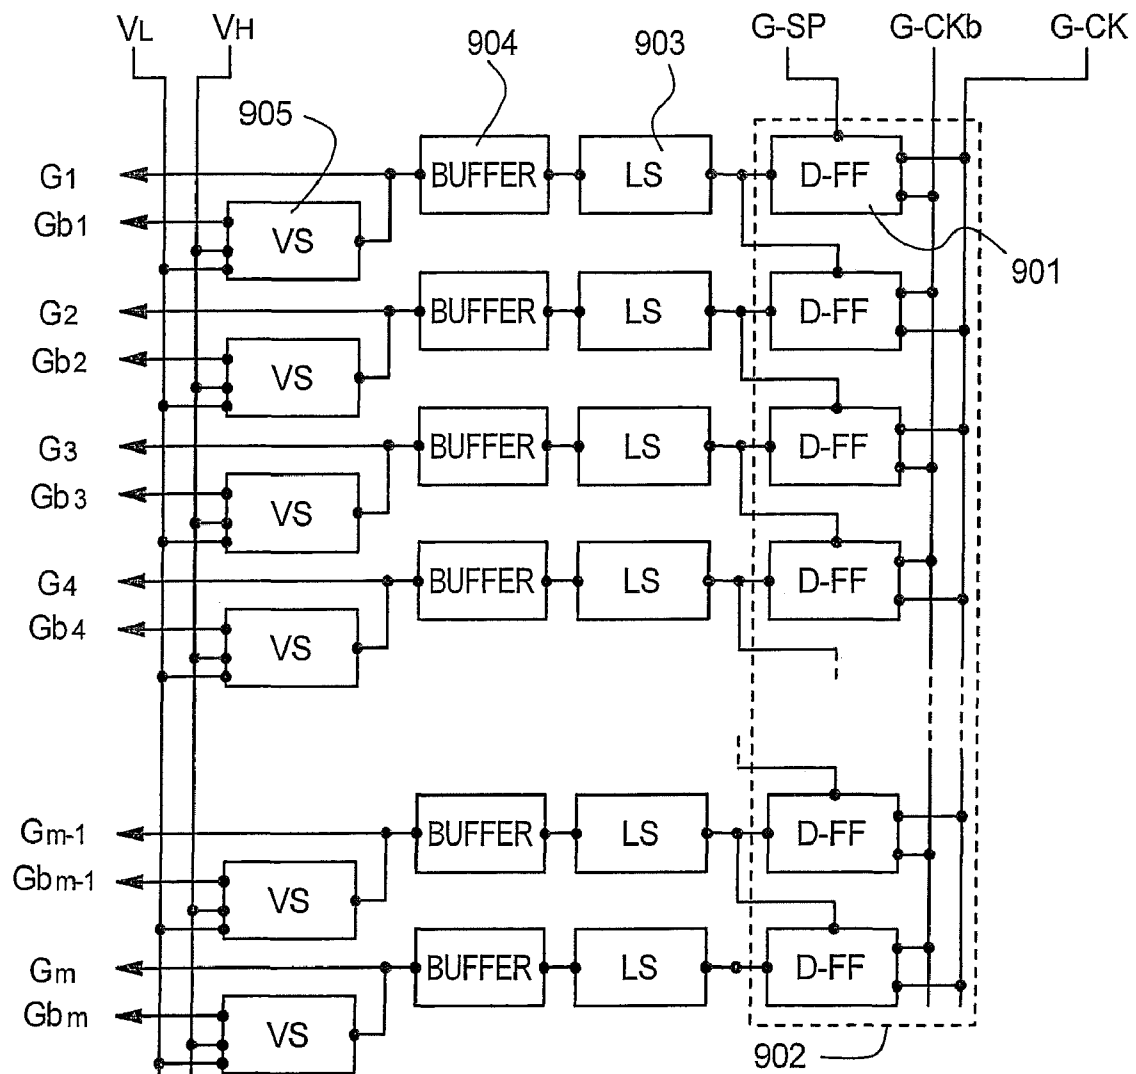 VL VH 904 903 G-SP G-CKb G-CK
905
G1 BUFFER LS D-FF
Gb1 VS
901
G2 BUFFER LS D-FF
Gb2 VS
G3 BUFFER LS D-FF
Gb3 VS
G4 BUFFER LS D-FF
Gb4 VS
Gm-1 BUFFER LS D-FF
Gbm-1 VS
Gm BUFFER LS D-FF
Gbm VS
902